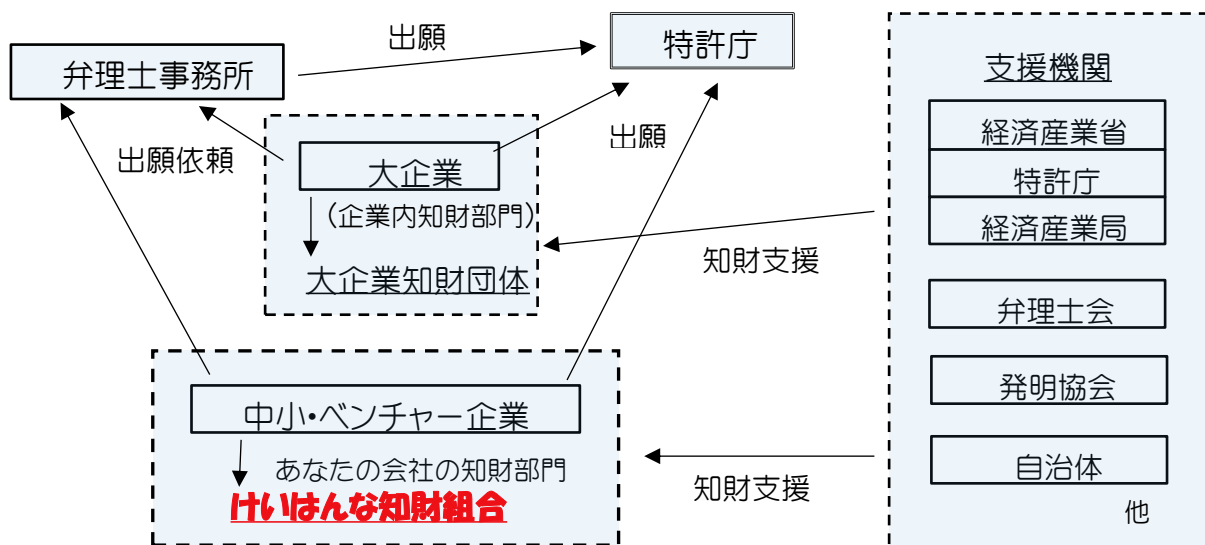 出願
特許庁
弁理士事務所
出願依頼
大企業
(企業内知財部門)
大企業知財団体
出願
知財支援
中小・ベンチャー企業
あなたの会社の知財部門
けいはんな知財組合
知財支援
支援機関
経済産業省
特許庁
経済産業局
弁理士会
発明協会
自治体
他